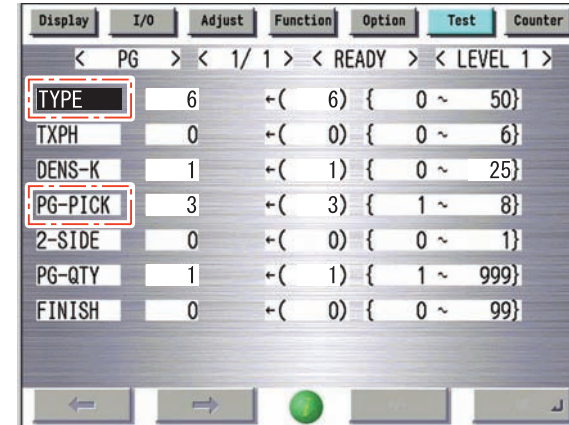 Display I/O Adjust Function Option Test Counter
< PG > < 1/ 1 > < READY > < LEVEL 1 >
TYPE 6 ←( 6) { 0 ~ 50}
TXPH 0 ←( 0) { 0 ~ 6}
DENS-K 1 ←( 1) { 0 ~ 25}
PG-PICK 3 ←( 3) { 1 ~ 8}
2-SIDE 0 ←( 0) { 0 ~ 1}
PG-QTY 1 ←( 1) { 1 ~ 999}
FINISH 0 ←( 0) { 0 ~ 99}